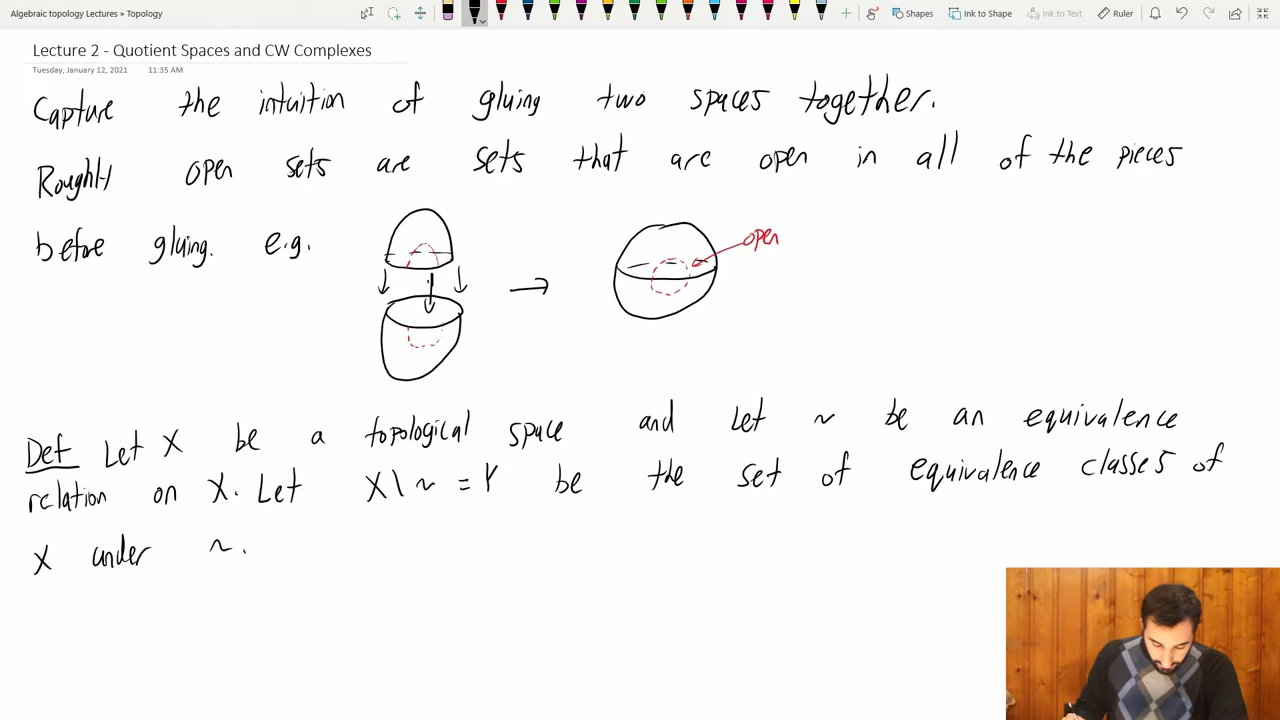 Algebraic topology Lectures » Topology
Shapes Ink to Shape Ink to Text Ruler
Lecture 2 - Quotient Spaces and CW Complexes
Tuesday, January 12, 2021 11:35 AM
Capture the intuition of gluing two spaces together.
Roughly open sets are sets that are open in all of the pieces
before gluing. e.g.
open
Def Let X be a topological space and let ~ be an equivalence
relation on X. Let X\~ = Y be the set of equivalence classes of
X under ~.